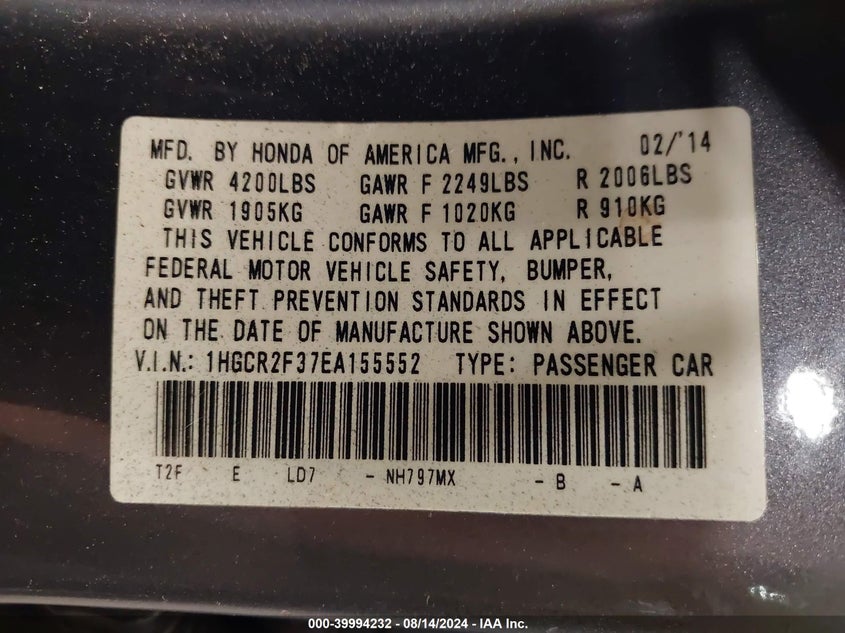 MFD. BY HONDA OF AMERICA MFG., INC. 02/'14
GVWR 4200LBS GAWR F 2249LBS R 2006LBS
GVWR 1905KG GAWR F 1020KG R 910KG
THIS VEHICLE CONFORMS TO ALL APPLICABLE
FEDERAL MOTOR VEHICLE SAFETY, BUMPER,
AND THEFT PREVENTION STANDARDS IN EFFECT
ON THE DATE OF MANUFACTURE SHOWN ABOVE.
V.I.N.: 1HGCR2F37EA155552 TYPE: PASSENGER CAR
T2F E LD7 - NH797MX - B - A
000-39994232 - 08/14/2024 - IAA Inc.